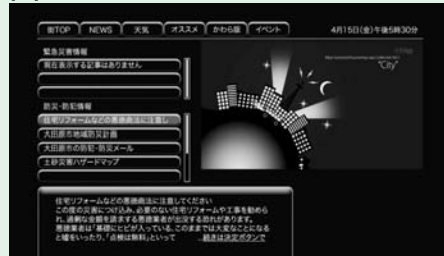 街TOP NEWS 天気 オススメ かわら版 イベント 4月15日(金)午後5時30分
緊急災害情報
現在表示する記事はありません
"City"
防災・防犯情報
住宅リフォームなどの悪徳商法に注意し
大田原市地域防災計画
大田原市の防犯・防災メール
土砂災害ハザードマップ
住宅リフォームなどの悪徳商法に注意してください
この度の災害につけ込み、必要のない住宅リフォームや工事を勧めら
れ、過剰な金額を請求する悪徳業者が出没する恐れがあります。
悪徳業者は「基礎にヒビが入っている、このままでは大変なことになる
と嘘をいったり、「点検は無料」といって ...続きは決定ボタンで